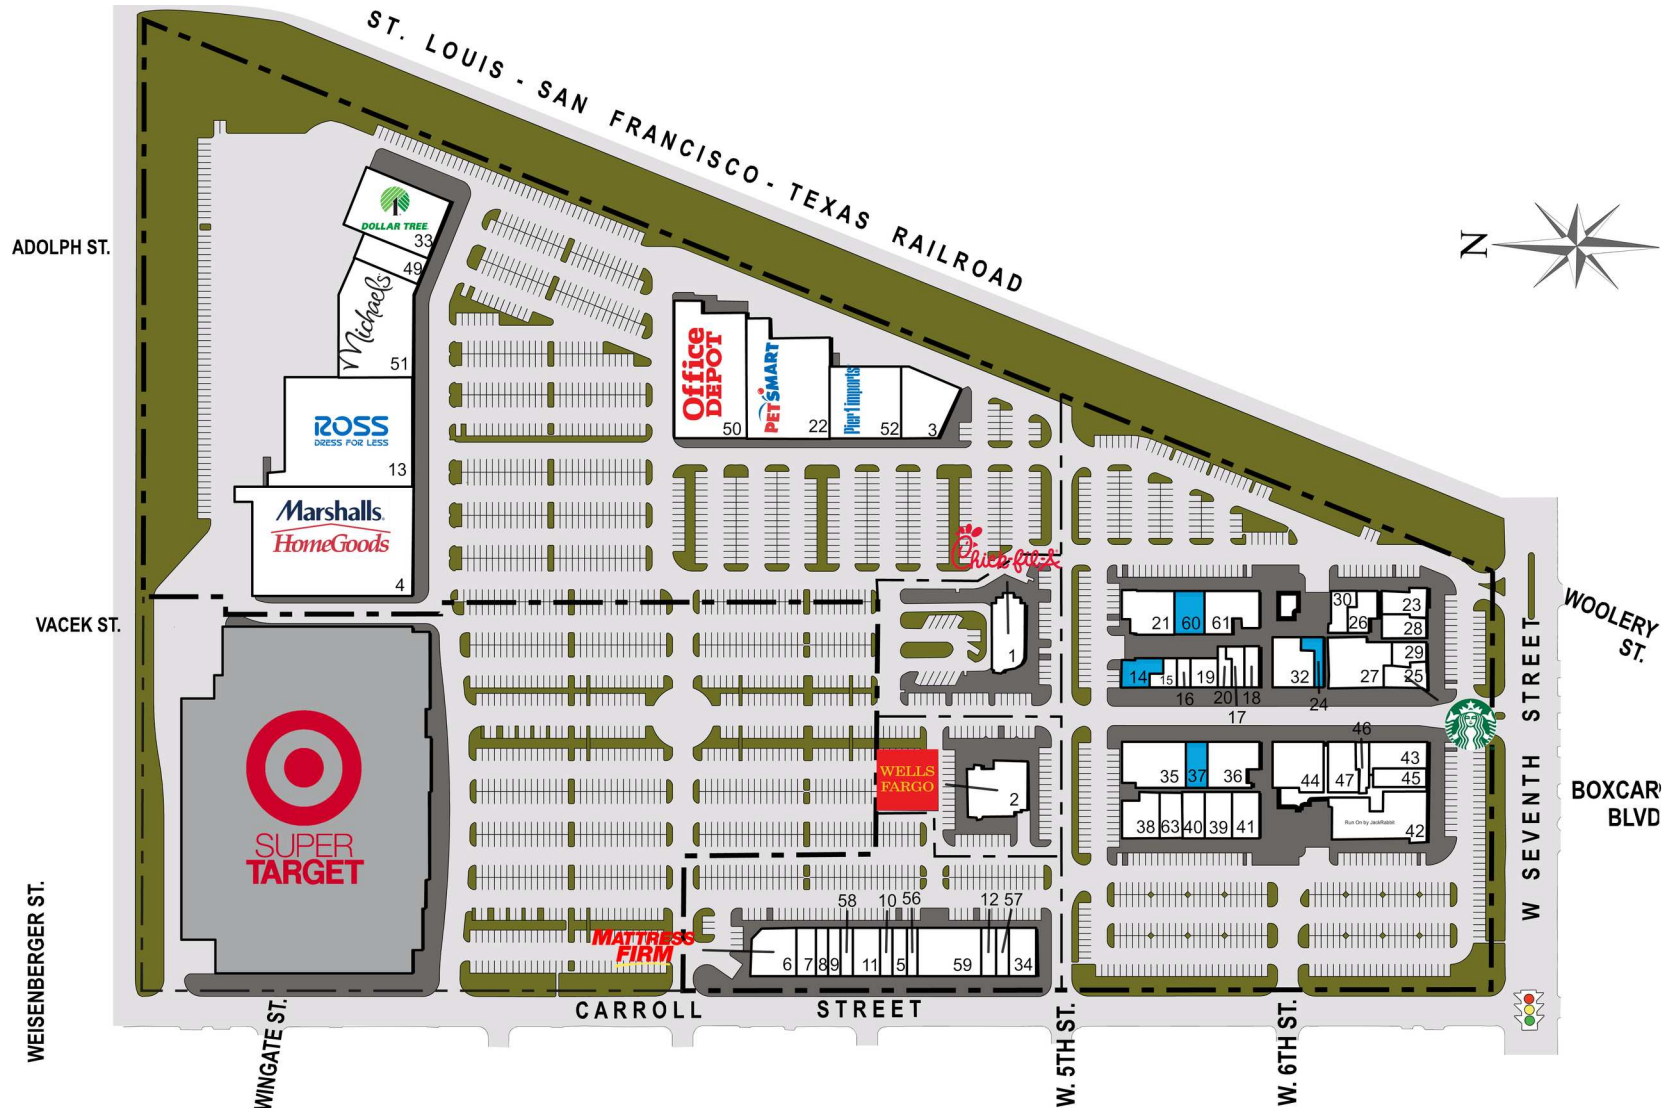 ST. LOUIS - SAN FRANCISCO - TEXAS RAILROAD
ADOLPH ST.
VACEK ST.
WEISENBERGER ST.
WINGATE ST.
N
DOLLAR TREE
33
49
Michaels
51
ROSS
DRESS FOR LESS
13
Marshalls.
HomeGoods
4
SUPER
TARGET
Office
DEPOT
50
PETSMART
22
Pier 1 imports
52
3
Chick-fil-A
1
WELLS
FARGO
2
MATTRESS
FIRM
6
7
8
9
58
11
10
5
56
59
12
57
34
21
60
61
14
15
16
19
20
17
18
30
26
23
28
32
24
27
29
25
35
37
36
38
63
40
39
41
44
47
46
43
45
Run On by JackRabbit
42
CARROLL STREET
W. 5TH ST.
W. 6TH ST.
W SEVENTH STREET
WOOLERY
ST.
BOXCAR
BLVD